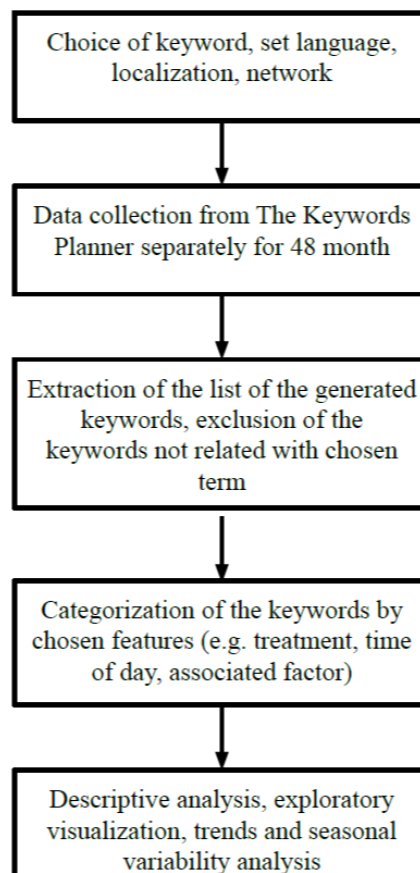 Choice of keyword, set language,
localization, network
Data collection from The Keywords
Planner separately for 48 month
Extraction of the list of the generated
keywords, exclusion of the
keywords not related with chosen
term
Categorization of the keywords by
chosen features (e.g. treatment, time
of day, associated factor)
Descriptive analysis, exploratory
visualization, trends and seasonal
variability analysis